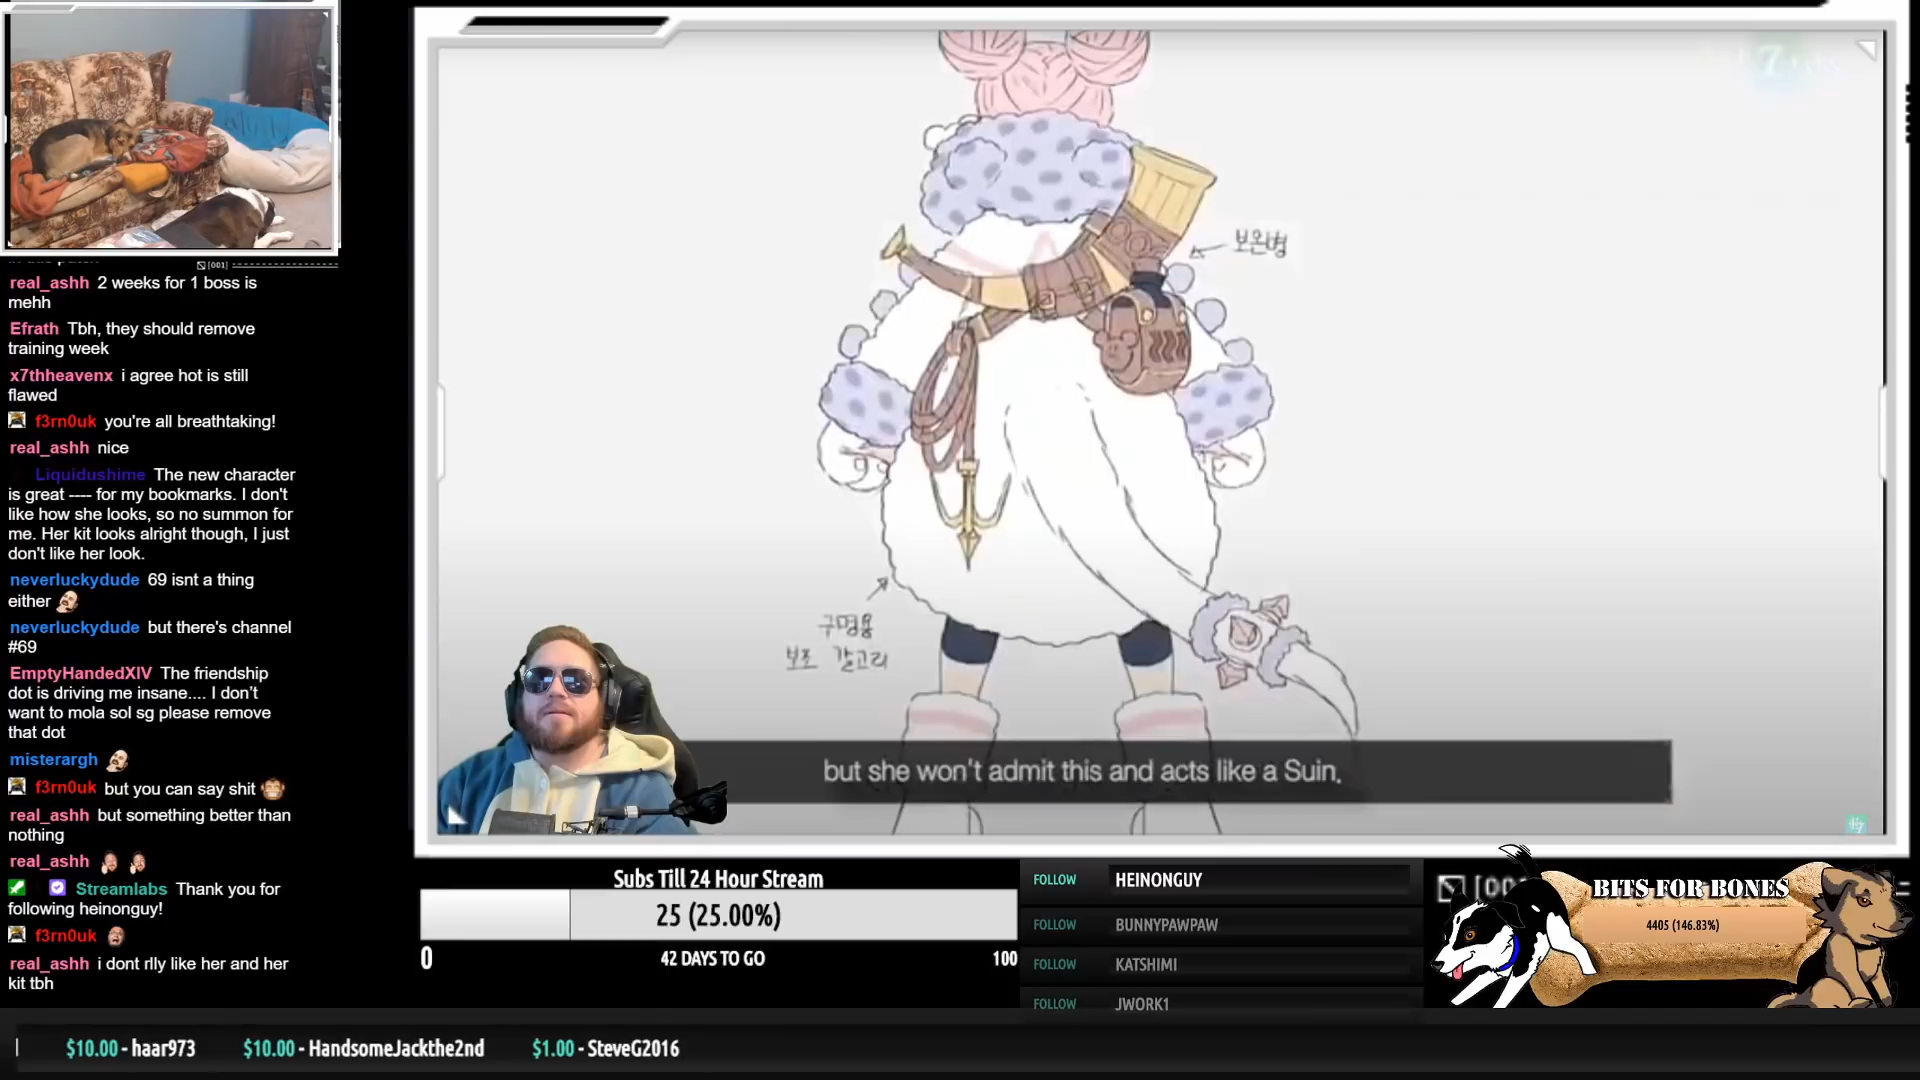 [001]
real_ashh 2 weeks for 1 boss is
mehh
Efrath Tbh, they should remove
training week
x7thheavenx i agree hot is still
flawed
f3rn0uk you're all breathtaking!
real_ashh nice
Liquidushime The new character
is great ---- for my bookmarks. I don't
like how she looks, so no summon for
me. Her kit looks alright though, I just
don't like her look.
neverluckydude 69 isnt a thing
either
neverluckydude but there's channel
#69
EmptyHandedXIV The friendship
dot is driving me insane.... I don't
want to mola sol sg please remove
that dot
misterargh
f3rn0uk but you can say shit
real_ashh but something better than
nothing
real_ashh
Streamlabs Thank you for
following heinonguy!
f3rn0uk
real_ashh i dont rlly like her and her
kit tbh
보온병
구명용
보조 갈고리
but she won't admit this and acts like a Suin.
Subs Till 24 Hour Stream
25 (25.00%)
0 42 DAYS TO GO 100
FOLLOW HEINONGUY
FOLLOW BUNNYPAWPAW
FOLLOW KATSHIMI
FOLLOW JWORK1
BITS FOR BONES
4405 (146.83%)
$10.00 - haar973 $10.00 - HandsomeJackthe2nd $1.00 - SteveG2016